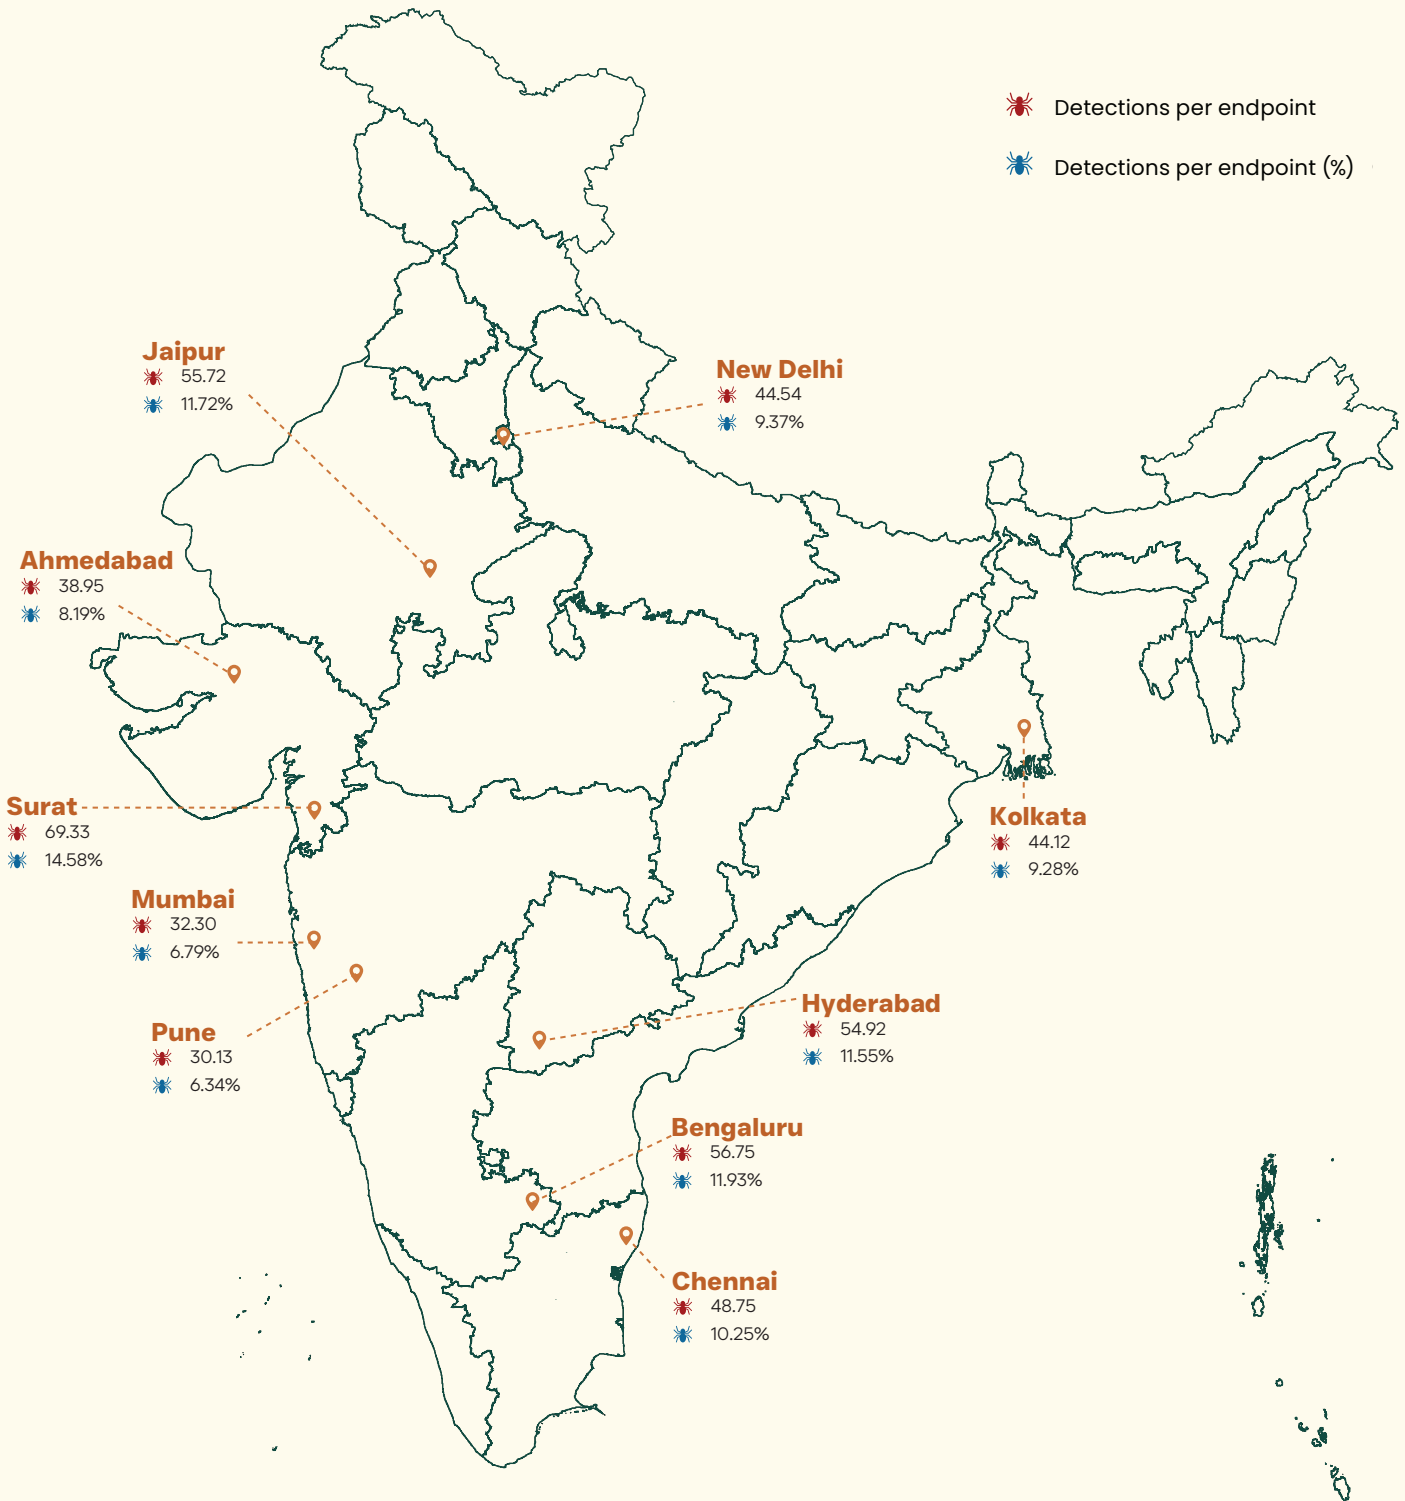 Detections per endpoint
Detections per endpoint (%)
Jaipur
55.72
11.72%
New Delhi
44.54
9.37%
Ahmedabad
38.95
8.19%
Surat
69.33
14.58%
Kolkata
44.12
9.28%
Mumbai
32.30
6.79%
Pune
30.13
6.34%
Hyderabad
54.92
11.55%
Bengaluru
56.75
11.93%
Chennai
48.75
10.25%